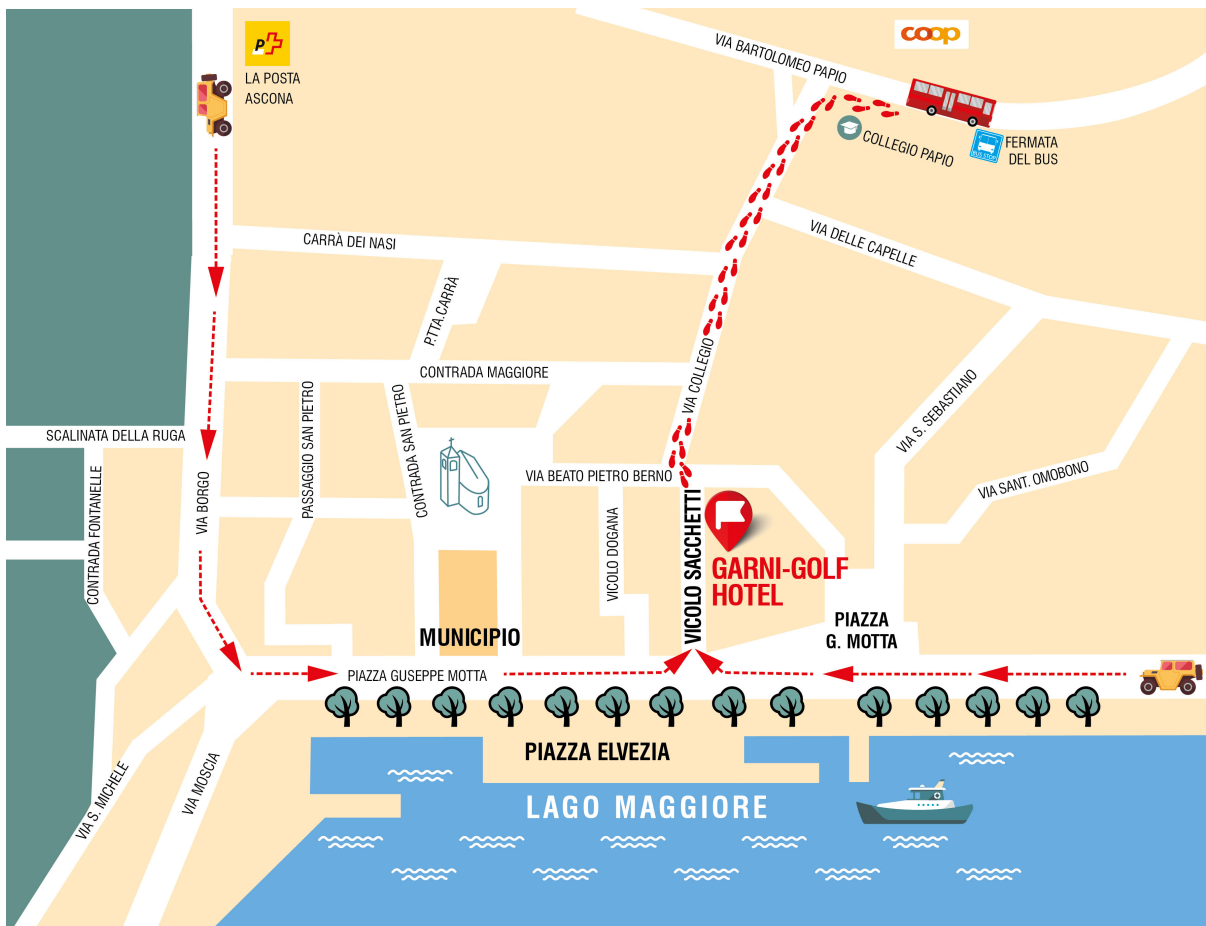 P
LA POSTA
ASCONA
coop
VIA BARTOLOMEO PAPIO
COLLEGIO PAPIO
BUS STOP
FERMATA
DEL BUS
CARRÀ DEI NASI
VIA DELLE CAPELLE
P.TTA.CARRÀ
CONTRADA MAGGIORE
VIA COLLEGIO
SCALINATA DELLA RUGA
PASSAGGIO SAN PIETRO
CONTRADA SAN PIETRO
VIA S. SEBASTIANO
VIA BEATO PIETRO BERNO
VIA SANT. OMOBONO
CONTRADA FONTANELLE
VIA BORGO
VICOLO DOGANA
VICOLO SACCHETTI
GARNI-GOLF
HOTEL
MUNICIPIO
PIAZZA
G. MOTTA
PIAZZA GUSEPPE MOTTA
PIAZZA ELVEZIA
VIA S. MICHELE
VIA MOSCIA
LAGO MAGGIORE